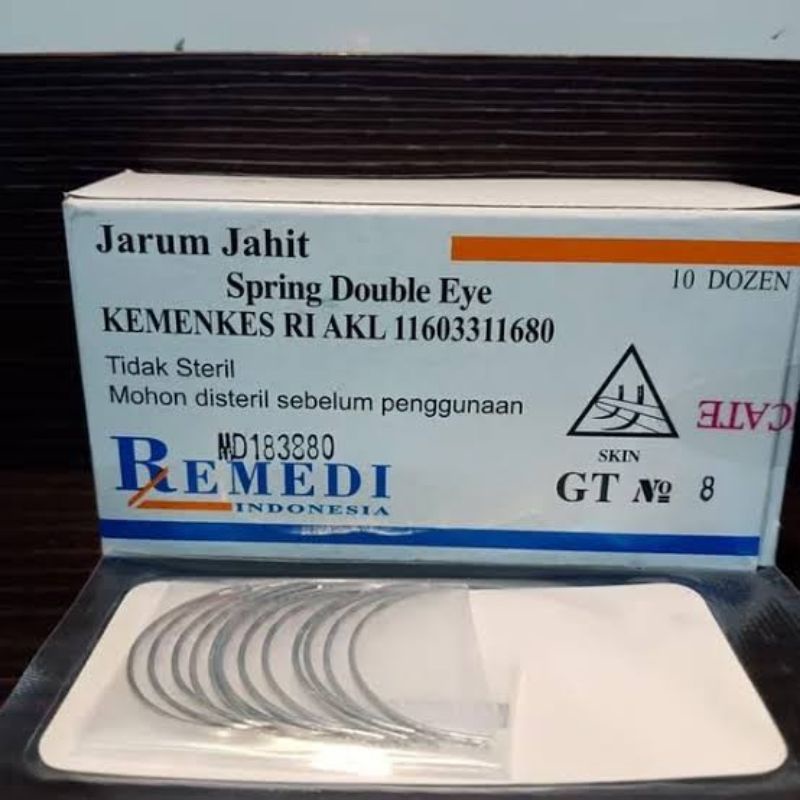 Jarum Jahit
Spring Double Eye
10 DOZEN
KEMENKES RI AKL 11603311680
Tidak Steril
Mohon disteril sebelum penggunaan
MD183880
REMEDI
INDONESIA
SKIN
GT № 8
CATE